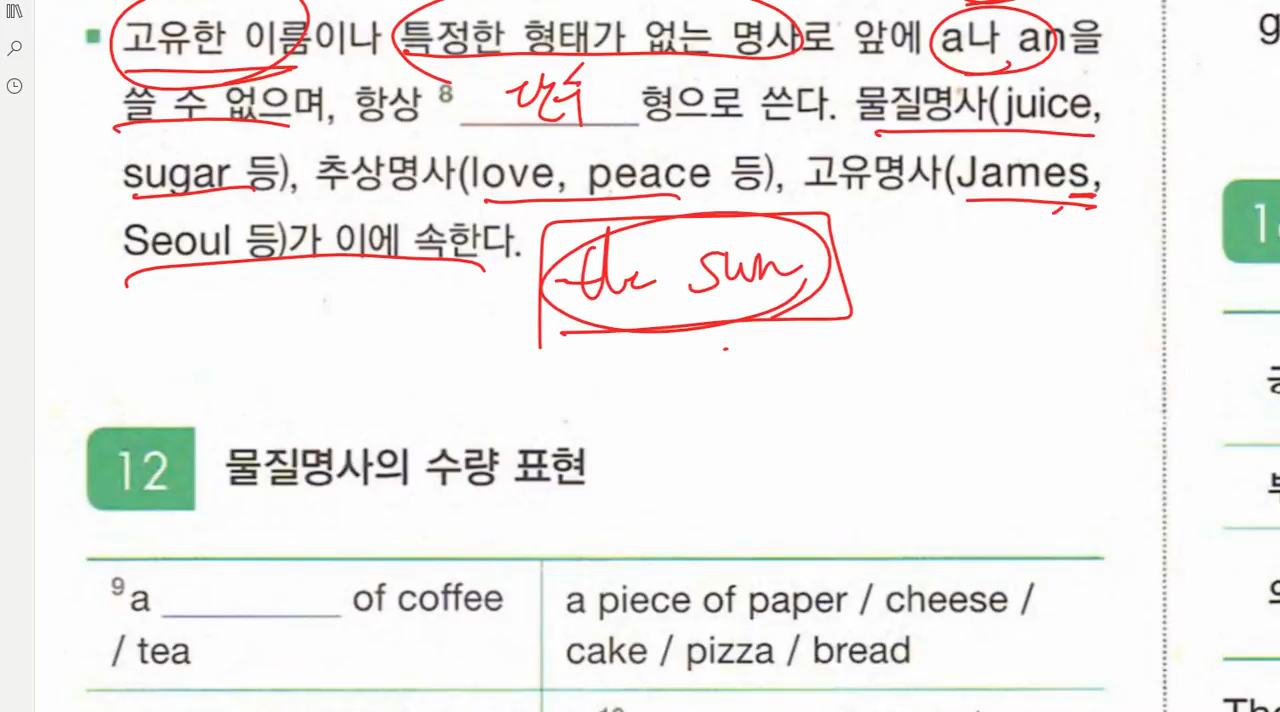 고유한 이름이나 특정한 형태가 없는 명사로 앞에 a나 an을
쓸 수 없으며, 항상 8 단수 형으로 쓴다. 물질명사(juice,
sugar 등), 추상명사(love, peace 등), 고유명사(James,
Seoul 등)가 이에 속한다.
the sun
12 물질명사의 수량 표현
9 a ______ of coffee
/ tea
a piece of paper / cheese /
cake / pizza / bread